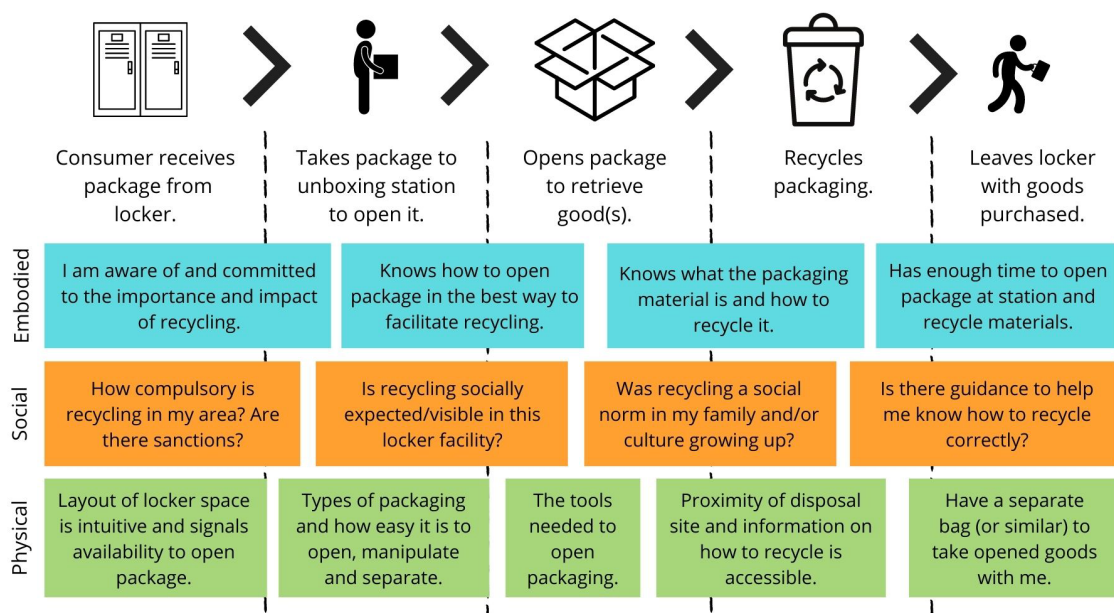 Consumer receives
package from
locker.
Takes package to
unboxing station
to open it.
Opens package
to retrieve
good(s).
Recycles
packaging.
Leaves locker
with goods
purchased.
Embodied
I am aware of and committed
to the importance and impact
of recycling.
Knows how to open
package in the best way to
facilitate recycling.
Knows what the packaging
material is and how to
recycle it.
Has enough time to open
package at station and
recycle materials.
Social
How compulsory is
recycling in my area? Are
there sanctions?
Is recycling socially
expected/visible in this
locker facility?
Was recycling a social
norm in my family and/or
culture growing up?
Is there guidance to help
me know how to recycle
correctly?
Physical
Layout of locker space
is intuitive and signals
availability to open
package.
Types of packaging
and how easy it is to
open, manipulate
and separate.
The tools
needed to
open
packaging.
Proximity of disposal
site and information on
how to recycle is
accessible.
Have a separate
bag (or similar) to
take opened goods
with me.